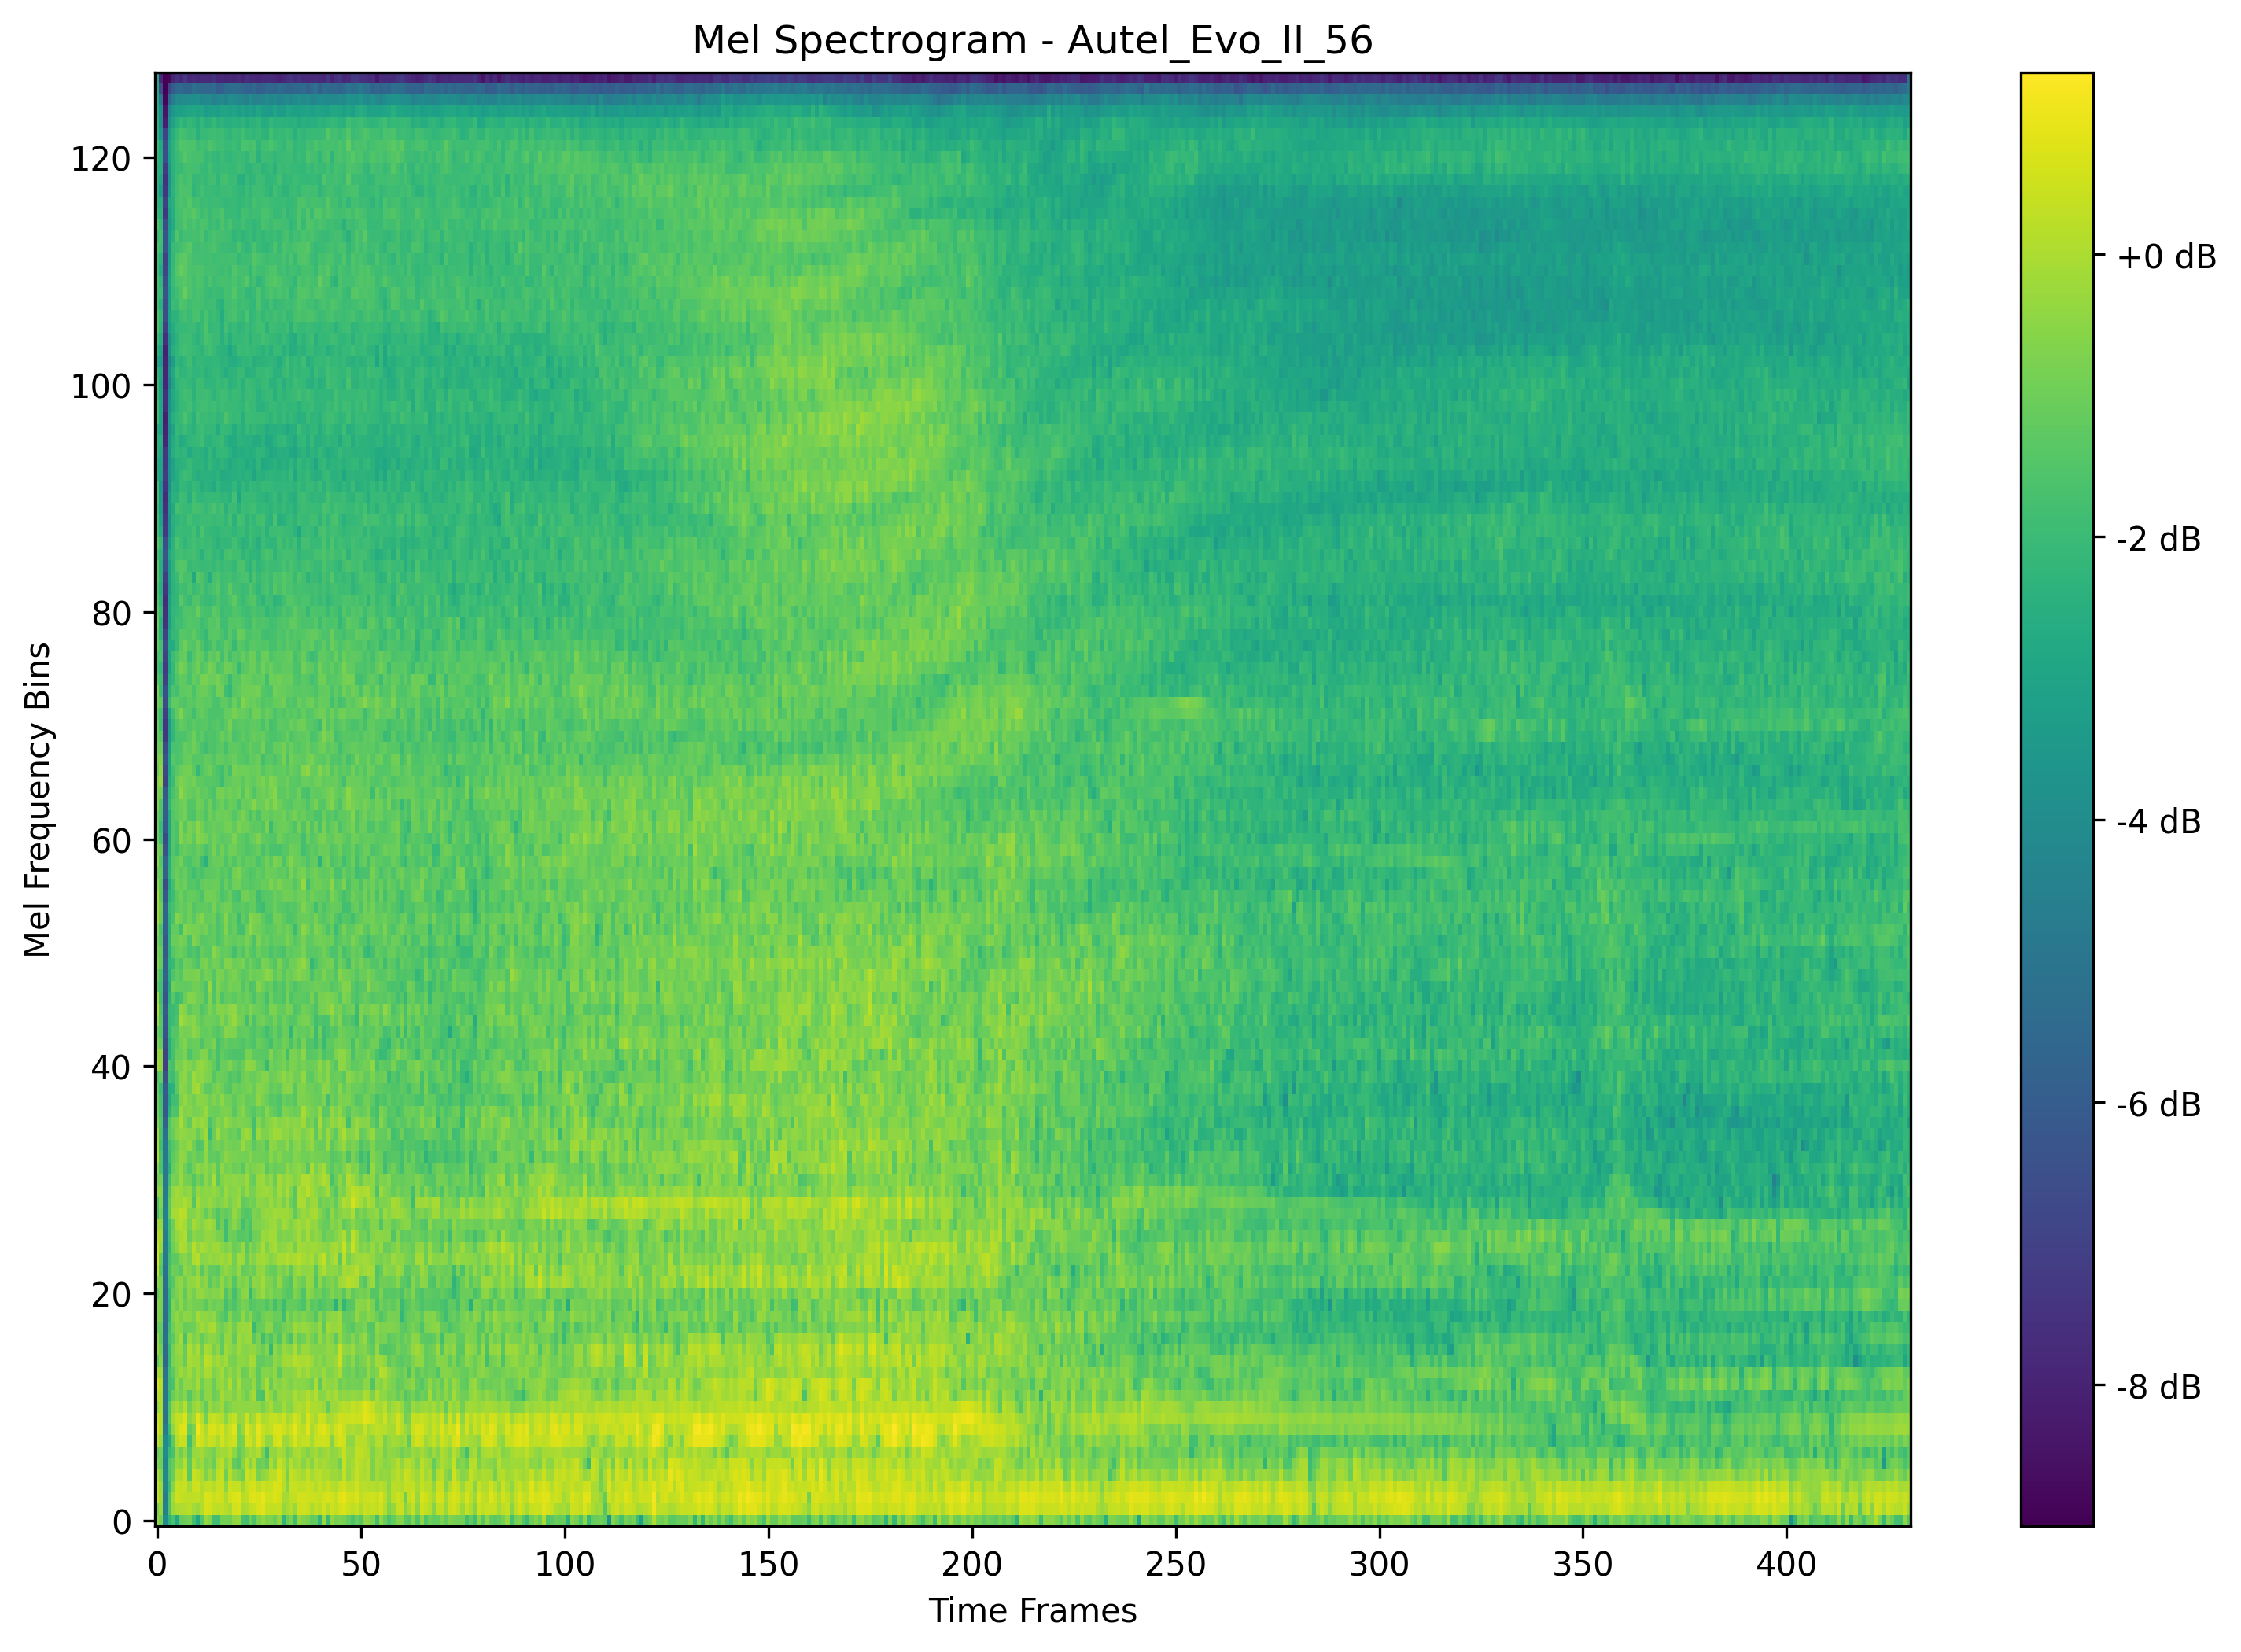 Mel Spectrogram - Autel_Evo_II_56
Mel Frequency Bins
120
100
80
60
40
20
0
0 50 100 150 200 250 300 350 400
Time Frames
+0 dB
-2 dB
-4 dB
-6 dB
-8 dB